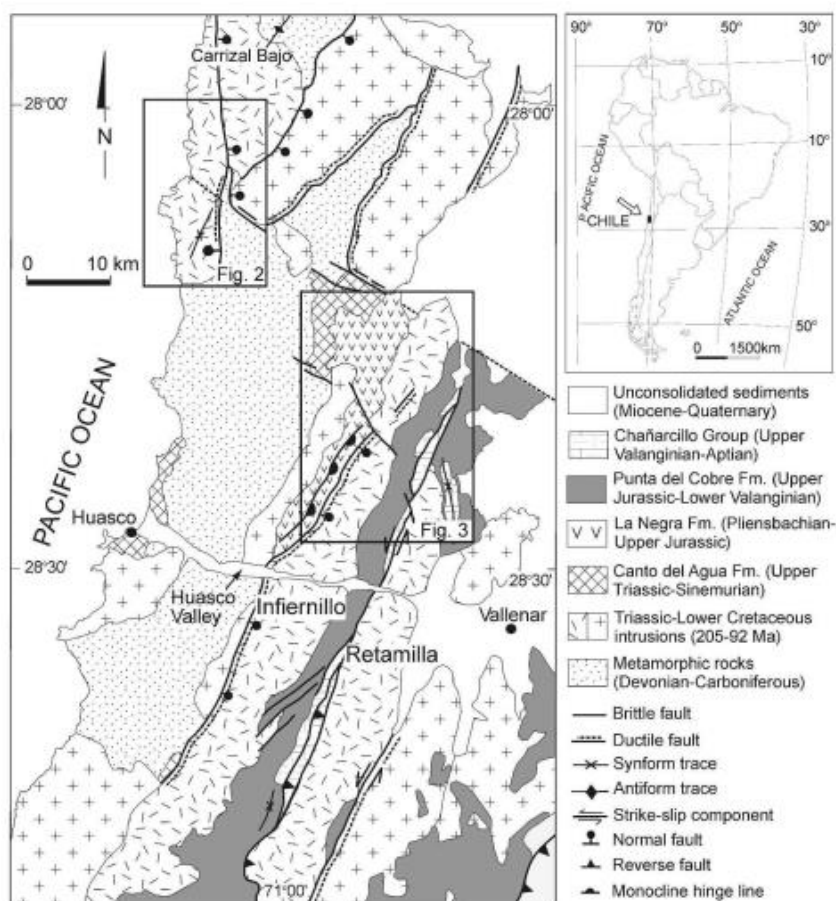 Carrizal Bajo
28°00'
28°00'
N
0 10 km
Fig. 2
PACIFIC OCEAN
Huasco
Fig. 3
28°30'
28°30'
Huasco
Valley
Infiernillo
Vallenar
Retamilla
71°00'
90°
70°
50°
30°
10°
10°
30°
50°
PACIFIC OCEAN
CHILE
ATLANTIC OCEAN
0 1500km
Unconsolidated sediments
(Miocene-Quaternary)
Chañarcillo Group (Upper
Valanginian-Aptian)
Punta del Cobre Fm. (Upper
Jurassic-Lower Valanginian)
La Negra Fm. (Pliensbachian-
Upper Jurassic)
Canto del Agua Fm. (Upper
Triassic-Sinemurian)
Triassic-Lower Cretaceous
intrusions (205-92 Ma)
Metamorphic rocks
(Devonian-Carboniferous)
Brittle fault
Ductile fault
Synform trace
Antiform trace
Strike-slip component
Normal fault
Reverse fault
Monocline hinge line